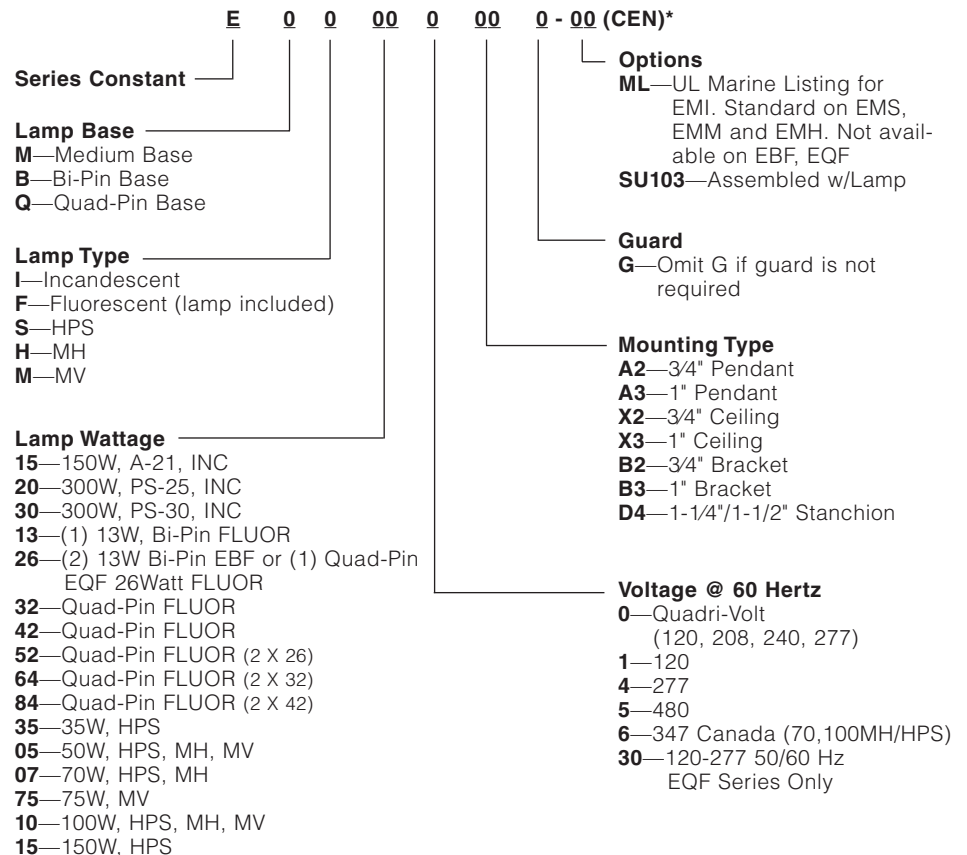 E 0 0 00 0 00 0 - 00 (CEN)*
Series Constant
Lamp Base
M—Medium Base
B—Bi-Pin Base
Q—Quad-Pin Base
Lamp Type
I—Incandescent
F—Fluorescent (lamp included)
S—HPS
H—MH
M—MV
Lamp Wattage
15—150W, A-21, INC
20—300W, PS-25, INC
30—300W, PS-30, INC
13—(1) 13W, Bi-Pin FLUOR
26—(2) 13W Bi-Pin EBF or (1) Quad-Pin
EQF 26Watt FLUOR
32—Quad-Pin FLUOR
42—Quad-Pin FLUOR
52—Quad-Pin FLUOR (2 X 26)
64—Quad-Pin FLUOR (2 X 32)
84—Quad-Pin FLUOR (2 X 42)
35—35W, HPS
05—50W, HPS, MH, MV
07—70W, HPS, MH
75—75W, MV
10—100W, HPS, MH, MV
15—150W, HPS
Options
ML—UL Marine Listing for
EMI. Standard on EMS,
EMM and EMH. Not avail-
able on EBF, EQF
SU103—Assembled w/Lamp
Guard
G—Omit G if guard is not
required
Mounting Type
A2—3/4" Pendant
A3—1" Pendant
X2—3/4" Ceiling
X3—1" Ceiling
B2—3/4" Bracket
B3—1" Bracket
D4—1-1/4"/1-1/2" Stanchion
Voltage @ 60 Hertz
0—Quadri-Volt
(120, 208, 240, 277)
1—120
4—277
5—480
6—347 Canada (70,100MH/HPS)
30—120-277 50/60 Hz
EQF Series Only